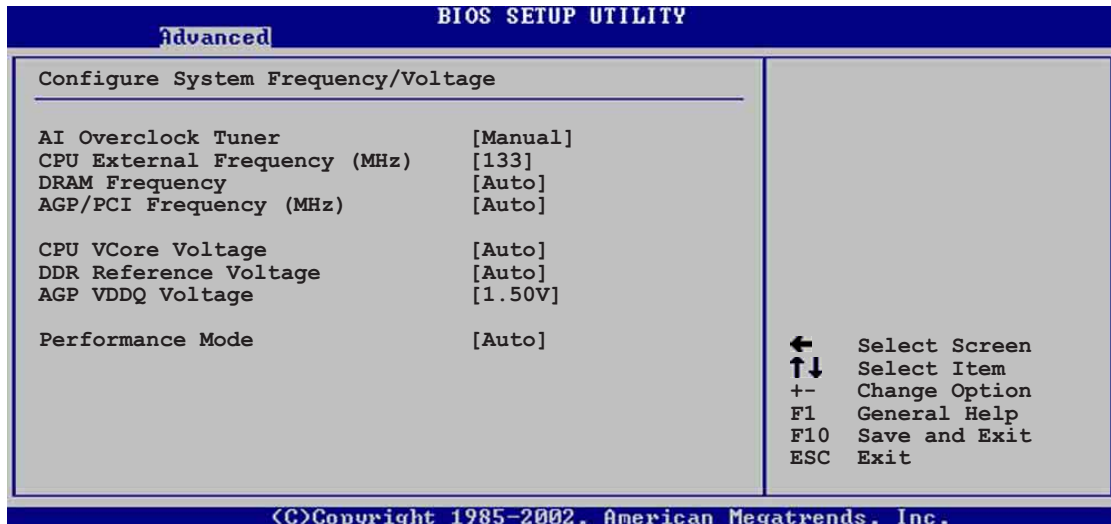 BIOS SETUP UTILITY
Advanced
Configure System Frequency/Voltage
AI Overclock Tuner [Manual]
CPU External Frequency (MHz) [133]
DRAM Frequency [Auto]
AGP/PCI Frequency (MHz) [Auto]
CPU VCore Voltage [Auto]
DDR Reference Voltage [Auto]
AGP VDDQ Voltage [1.50V]
Performance Mode [Auto]
← Select Screen
↑↓ Select Item
+- Change Option
F1 General Help
F10 Save and Exit
ESC Exit
(C)Copyright 1985-2002, American Megatrends, Inc.